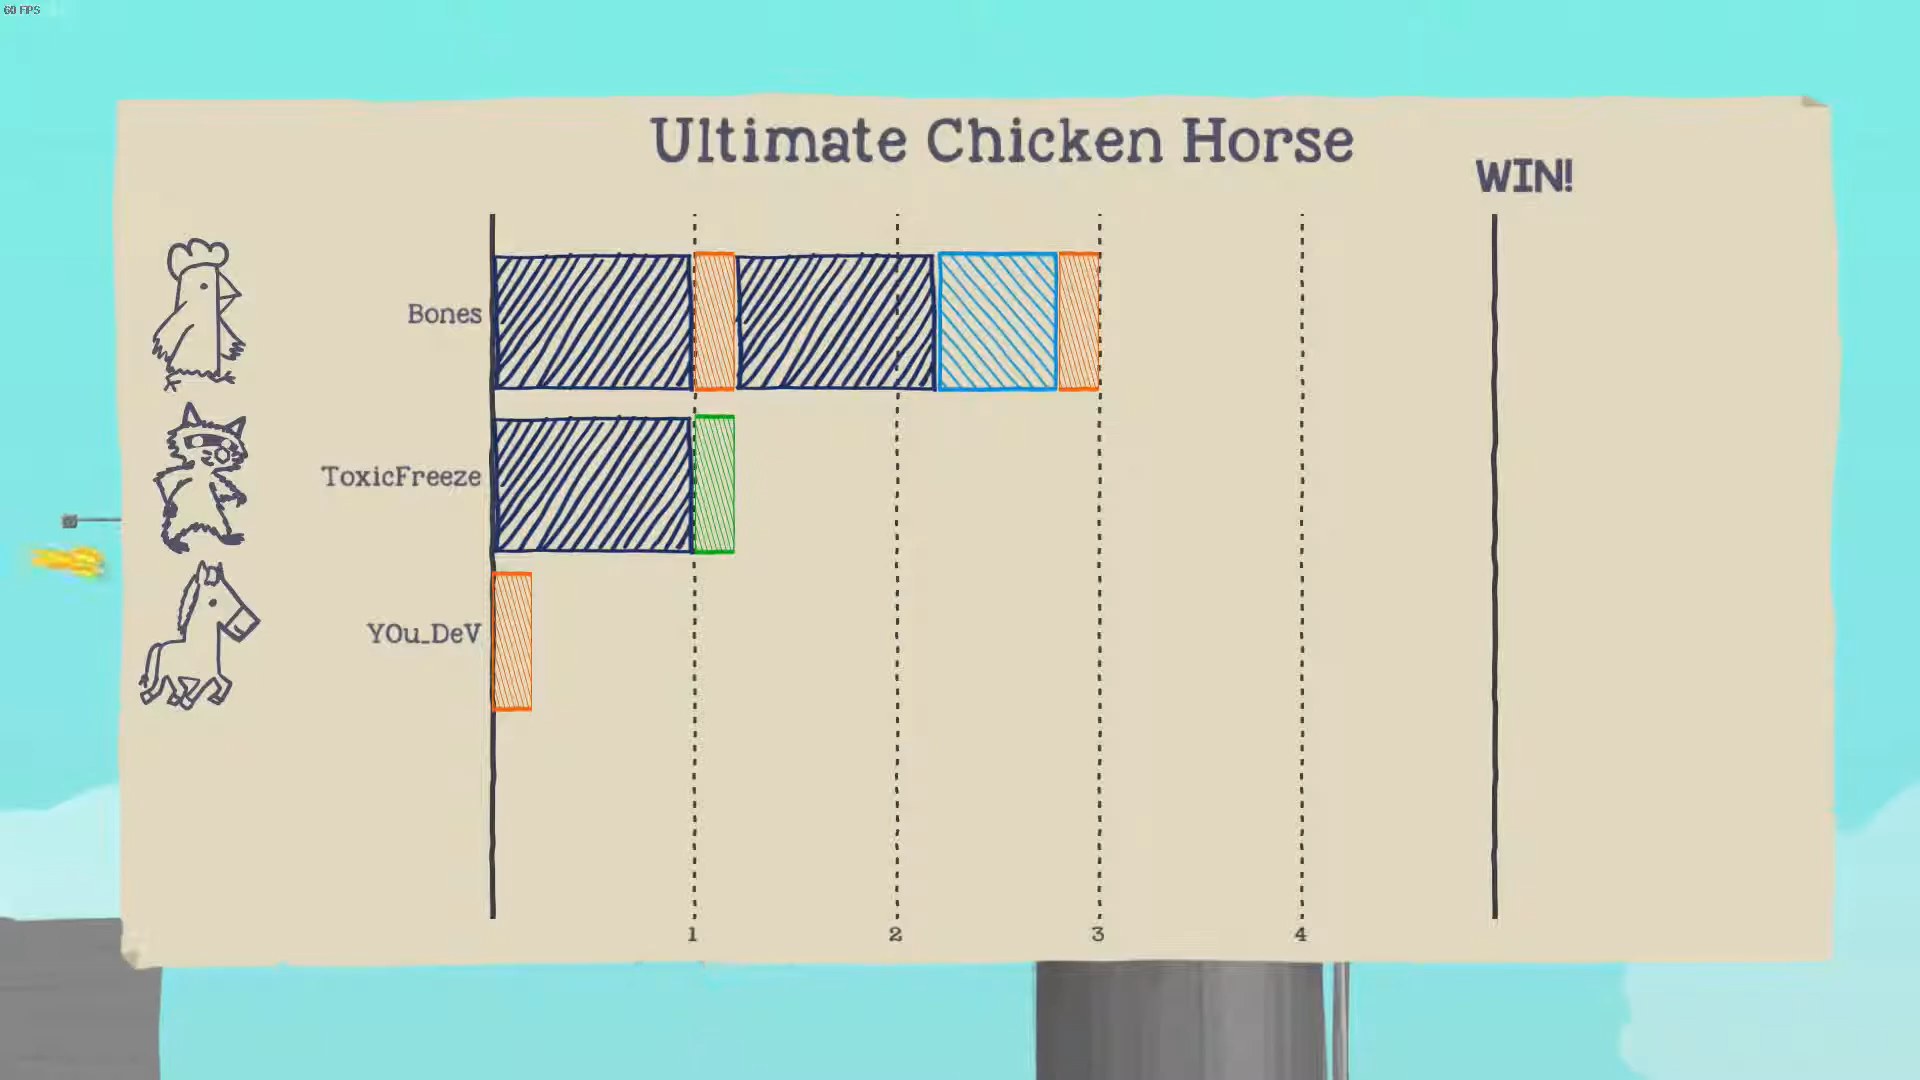 60 FPS
Ultimate Chicken Horse
WIN!
Bones
ToxicFreeze
YOu_DeV
1 2 3 4